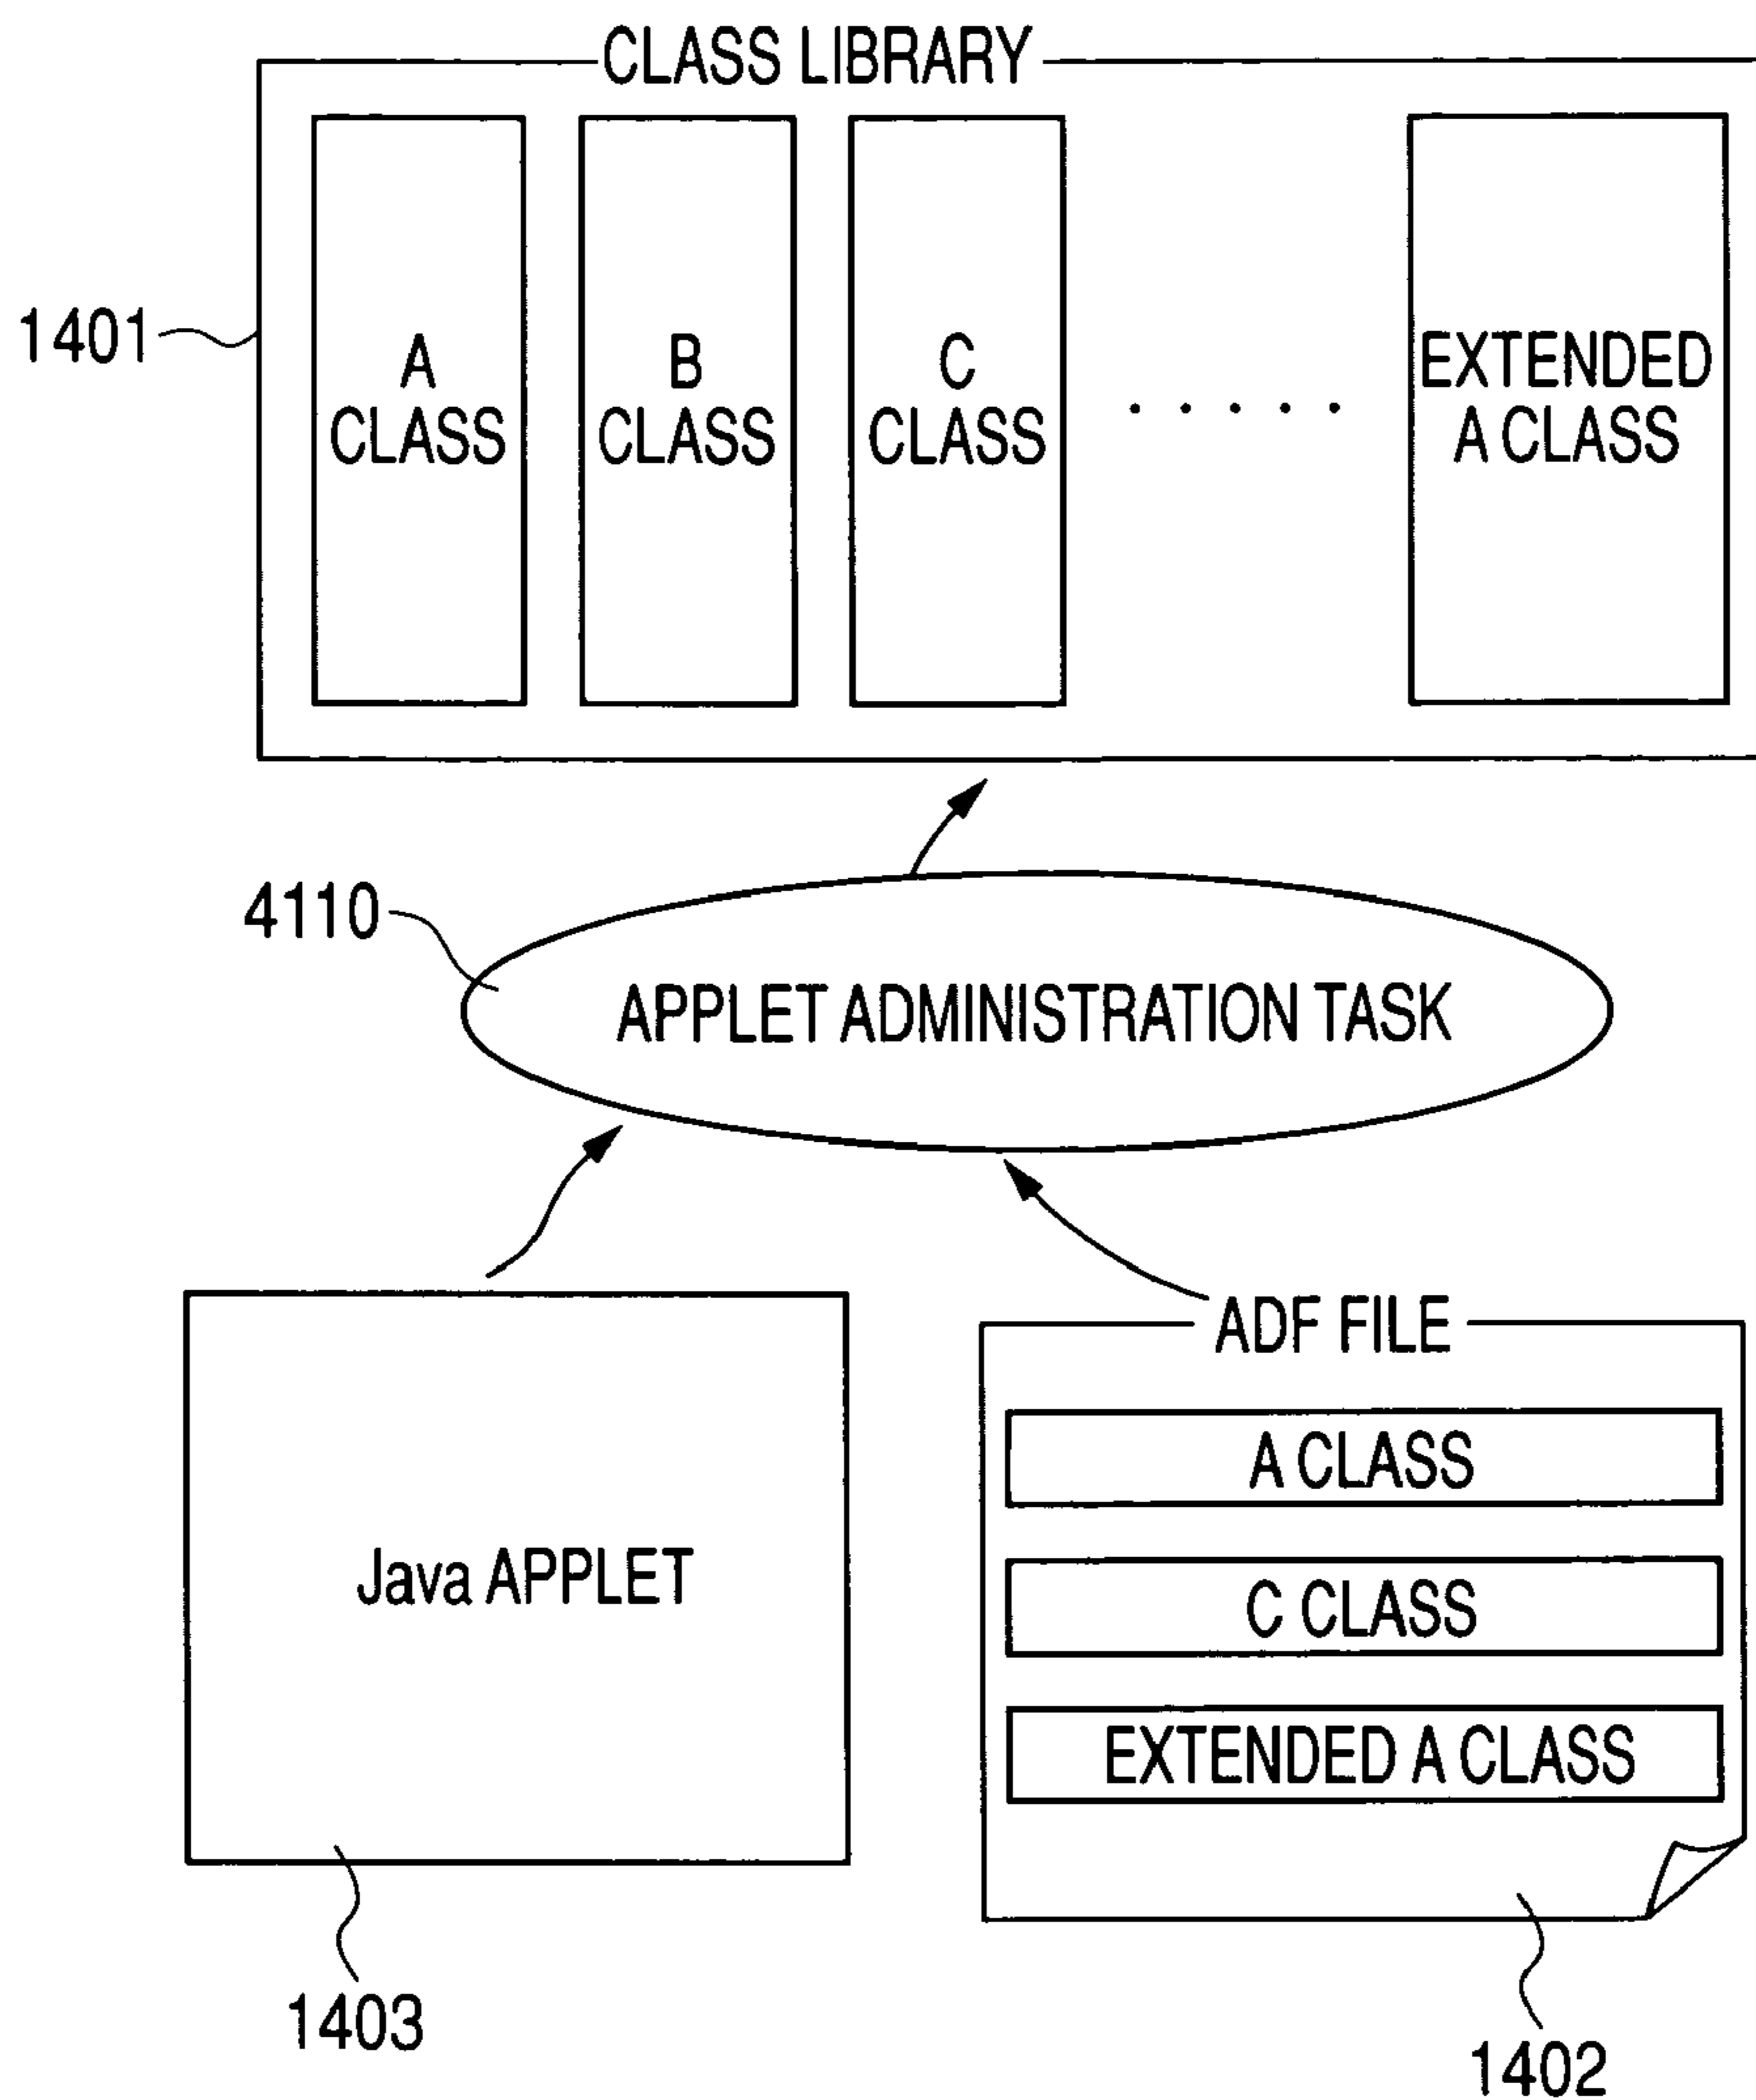 CLASS LIBRARY
1401
A
CLASS
B
CLASS
C
CLASS
.....
EXTENDED
A CLASS
4110
APPLET ADMINISTRATION TASK
Java APPLET
1403
ADF FILE
A CLASS
C CLASS
EXTENDED A CLASS
1402